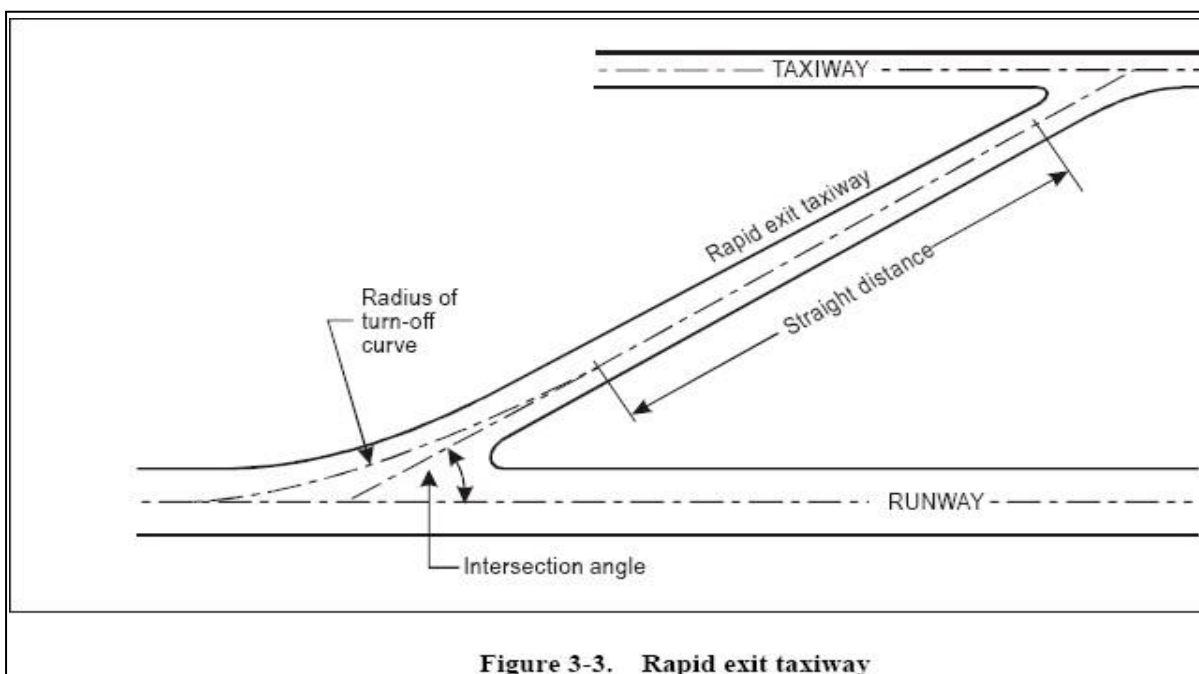 TAXIWAY
Rapid exit taxiway
Straight distance
Radius of
turn-off
curve
RUNWAY
Intersection angle
Figure 3-3. Rapid exit taxiway